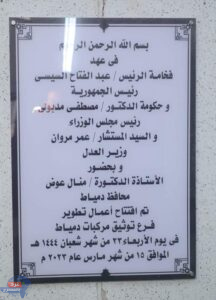 بسم الله الرحمن الرحيم
في عهد
فخامة الرئيس / عبد الفتاح السيسى
رئيس الجمهورية
و حكومة الدكتور / مصطفى مدبولى
رئيس مجلس الوزراء
و السيد المستشار / عمر مروان
وزير العدل
و بحضور
الأستاذة الدكتورة / منال عوض
محافظ دمياط
تم افتتاح أعمال تطوير
فرع توثيق مركبات دمياط
فى يوم الأربعاء ٢٣ من شهر شعبان ١٤٤٤ هـ
الموافق ١٥ من شهر مارس عام ٢٠٢٣ م